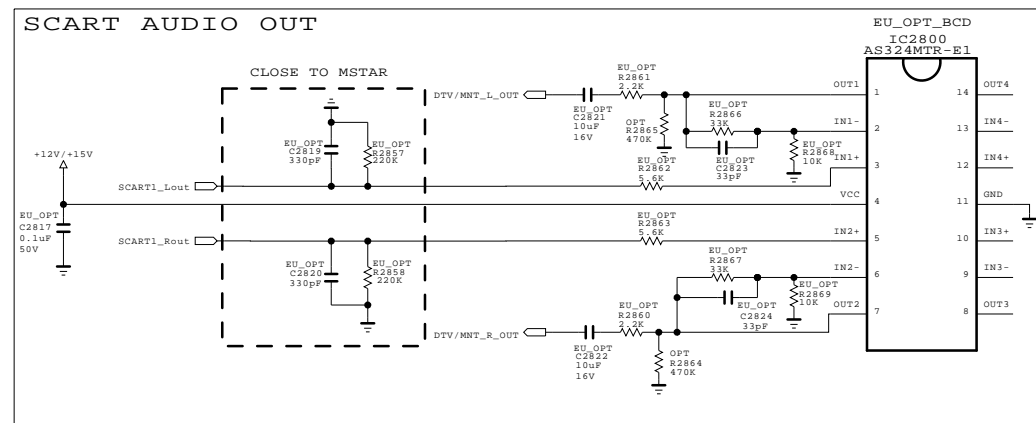 SCART AUDIO OUT
EU_OPT_BCD
IC2800
AS324MTR-E1
CLOSE TO MSTAR
EU_OPT
R2861
2.2K
DTV/MNT_L_OUT
EU_OPT
C2821
10uF
16V
OPT
R2865
470K
EU_OPT
R2866
33K
EU_OPT
C2823
33pF
EU_OPT
R2868
10K
OUT1
1
14
OUT4
IN1-
2
13
IN4-
IN1+
3
12
IN4+
VCC
4
11
GND
IN2+
5
10
IN3+
IN2-
6
9
IN3-
OUT2
7
8
OUT3
+12V/+15V
EU_OPT
C2819
330pF
EU_OPT
R2857
220K
EU_OPT
R2862
5.6K
SCART1_Lout
EU_OPT
C2817
0.1uF
50V
SCART1_Rout
EU_OPT
R2863
5.6K
EU_OPT
C2820
330pF
EU_OPT
R2858
220K
EU_OPT
R2867
33K
EU_OPT
C2824
33pF
EU_OPT
R2869
10K
EU_OPT
R2860
2.2K
DTV/MNT_R_OUT
EU_OPT
C2822
10uF
16V
OPT
R2864
470K